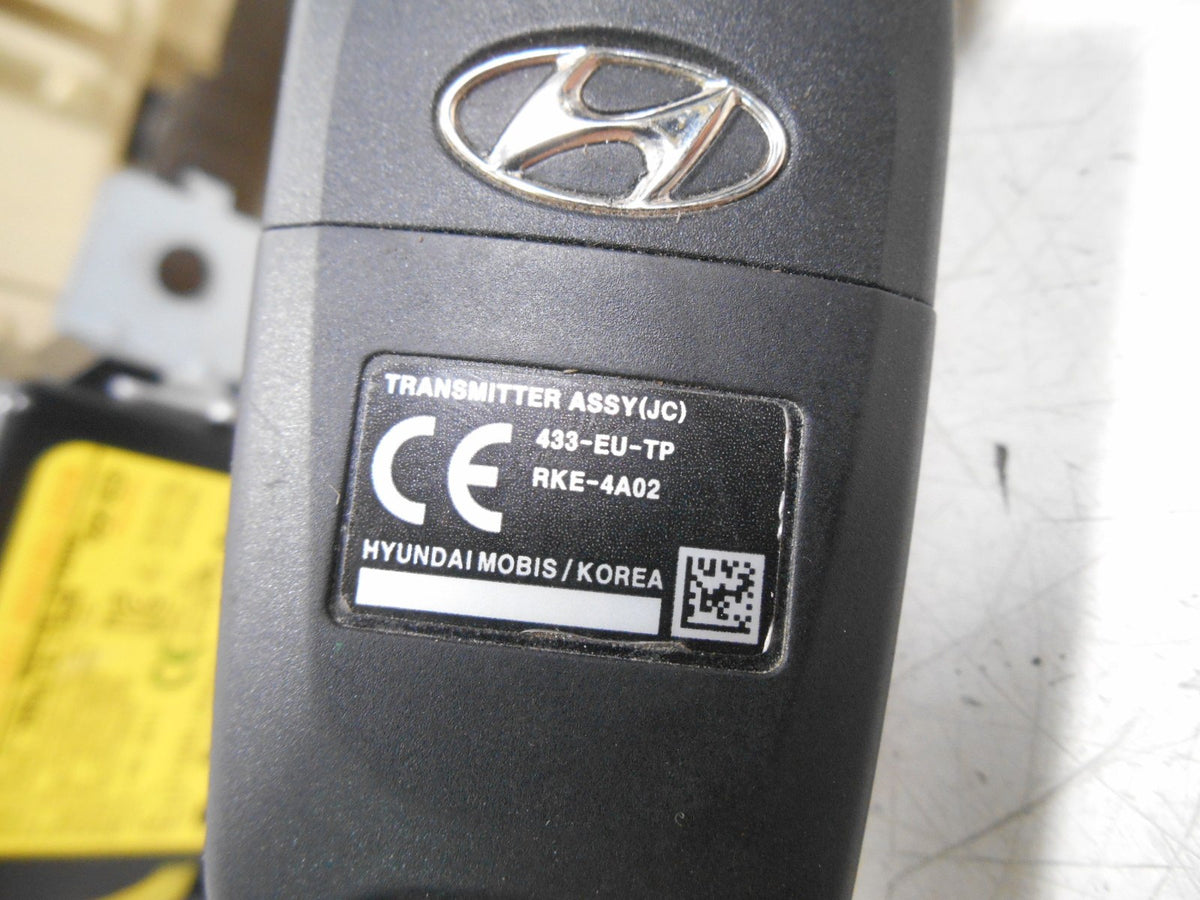 TRANSMITTER ASSY(JC)
CE
433-EU-TP
RKE-4A02
HYUNDAI MOBIS / KOREA